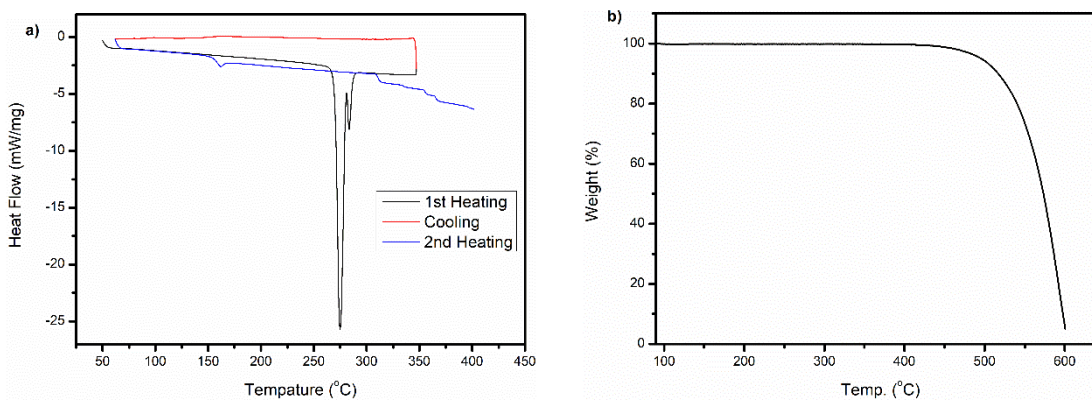 a)
0
-5
-10
-15
-20
-25
Heat Flow (mW/mg)
1st Heating
Cooling
2nd Heating
50 100 150 200 250 300 350 400 450
Tempature (°C)
b)
100
80
60
40
20
0
Weight (%)
100 200 300 400 500 600
Temp. (°C)